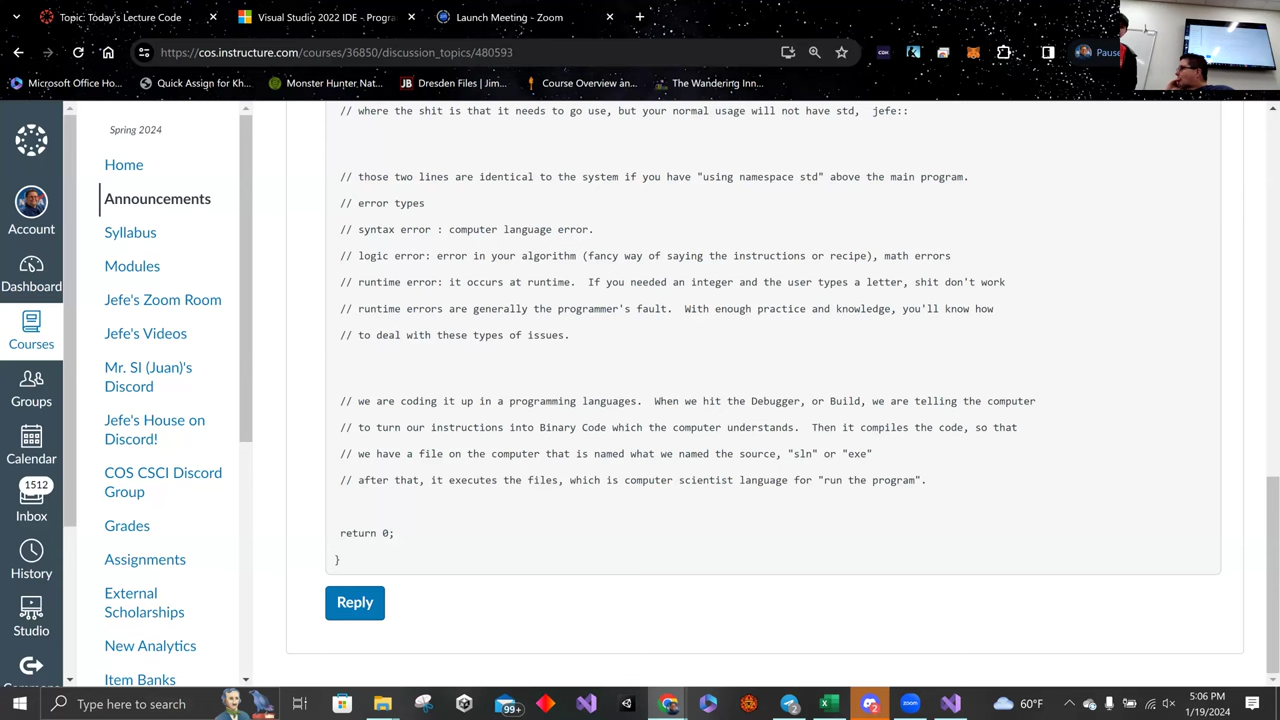 Topic: Today's Lecture Code
Visual Studio 2022 IDE - Progra
Launch Meeting - Zoom
https://cos.instructure.com/courses/36850/discussion_topics/480593
Pause
Microsoft Office Ho...
Quick Assign for Kh...
Monster Hunter Nat...
Dresden Files | Jim...
Course Overview an...
The Wandering Inn...
Account
Dashboard
Courses
Groups
Calendar
1512
Inbox
History
Studio
Spring 2024
Home
Announcements
Syllabus
Modules
Jefe's Zoom Room
Jefe's Videos
Mr. SI (Juan)'s
Discord
Jefe's House on
Discord!
COS CSCI Discord
Group
Grades
Assignments
External
Scholarships
New Analytics
Item Banks
// where the shit is that it needs to go use, but your normal usage will not have std,  jefe::
// those two lines are identical to the system if you have "using namespace std" above the main program.
// error types
// syntax error : computer language error.
// logic error: error in your algorithm (fancy way of saying the instructions or recipe), math errors
// runtime error: it occurs at runtime.  If you needed an integer and the user types a letter, shit don't work
// runtime errors are generally the programmer's fault.  With enough practice and knowledge, you'll know how
// to deal with these types of issues.
// we are coding it up in a programming languages.  When we hit the Debugger, or Build, we are telling the computer
// to turn our instructions into Binary Code which the computer understands.  Then it compiles the code, so that
// we have a file on the computer that is named what we named the source, "sln" or "exe"
// after that, it executes the files, which is computer scientist language for "run the program".
return 0;
}
Reply
Type here to search
99+
2
zoom
60°F
5:06 PM
1/19/2024